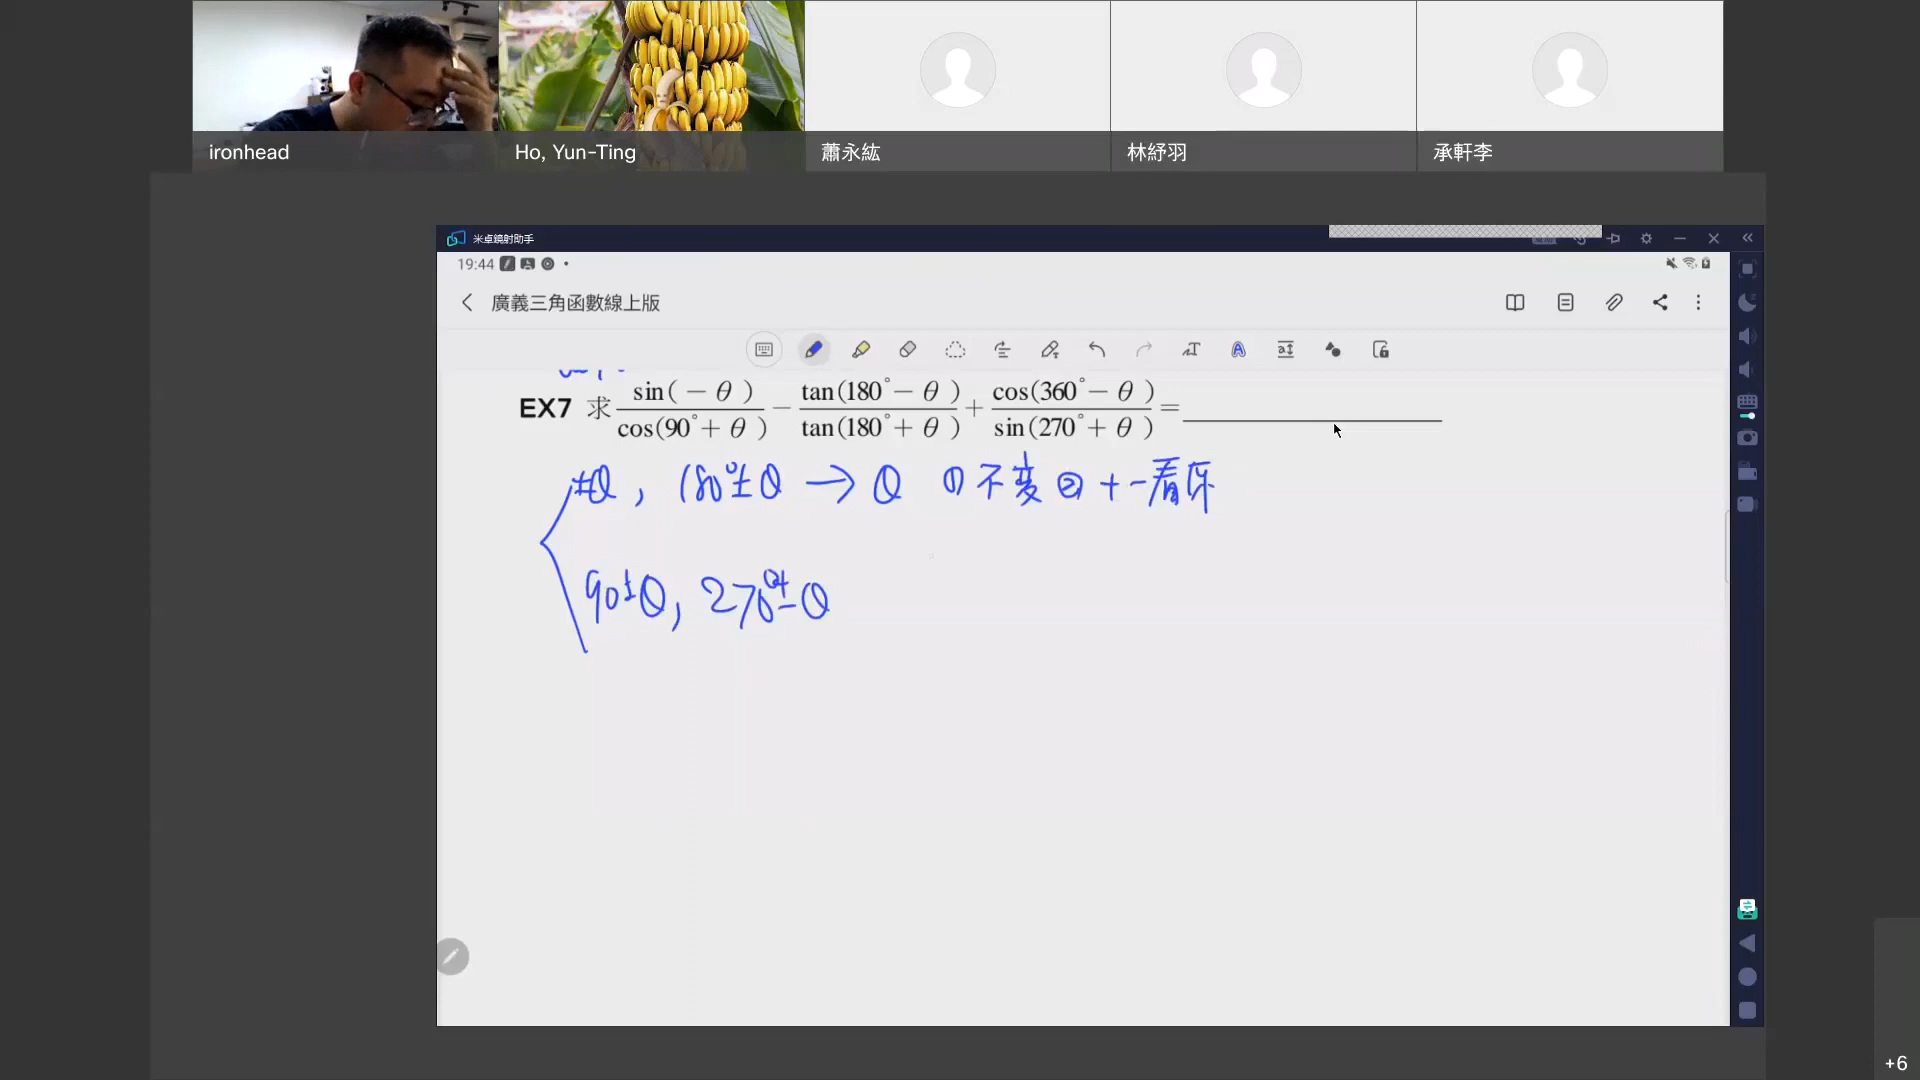 ironhead
Ho, Yun-Ting
蕭永紘
林紓羽
承軒李
米卓鏡射助手
19:44
廣義三角函數線上版
EX7 求 sin(－θ)/cos(90°＋θ) － tan(180°－θ)/tan(180°＋θ) ＋ cos(360°－θ)/sin(270°＋θ) ＝
±θ, 180°±θ → θ ① 不變 ② + - 看原
90±θ, 270°±θ
+6